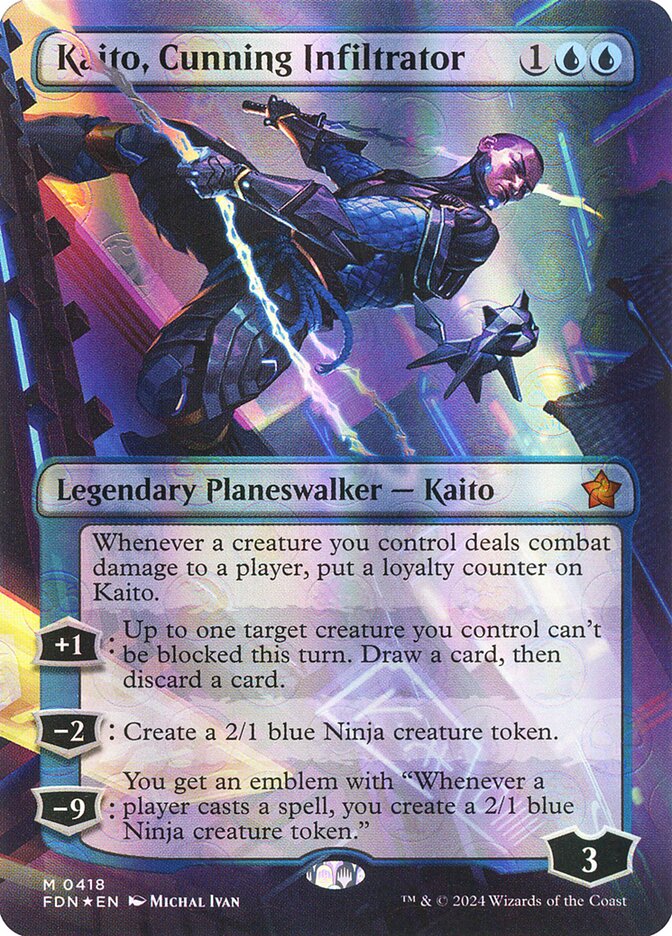 Kaito, Cunning Infiltrator 1
Legendary Planeswalker — Kaito
Whenever a creature you control deals combat
damage to a player, put a loyalty counter on
Kaito.
+1 : Up to one target creature you control can't
be blocked this turn. Draw a card, then
discard a card.
−2 : Create a 2/1 blue Ninja creature token.
−9 : You get an emblem with “Whenever a
player casts a spell, you create a 2/1 blue
Ninja creature token.”
3
M 0418
FDN★EN Michal Ivan
™ & © 2024 Wizards of the Coast